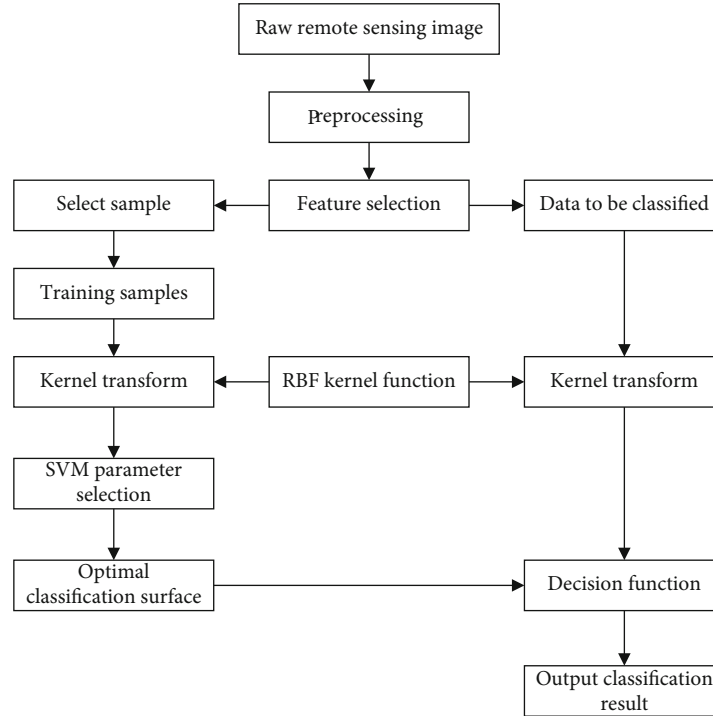 Raw remote sensing image
Preprocessing
Select sample
Feature selection
Data to be classified
Training samples
Kernel transform
RBF kernel function
Kernel transform
SVM parameter
selection
Optimal
classification surface
Decision function
Output classification
result